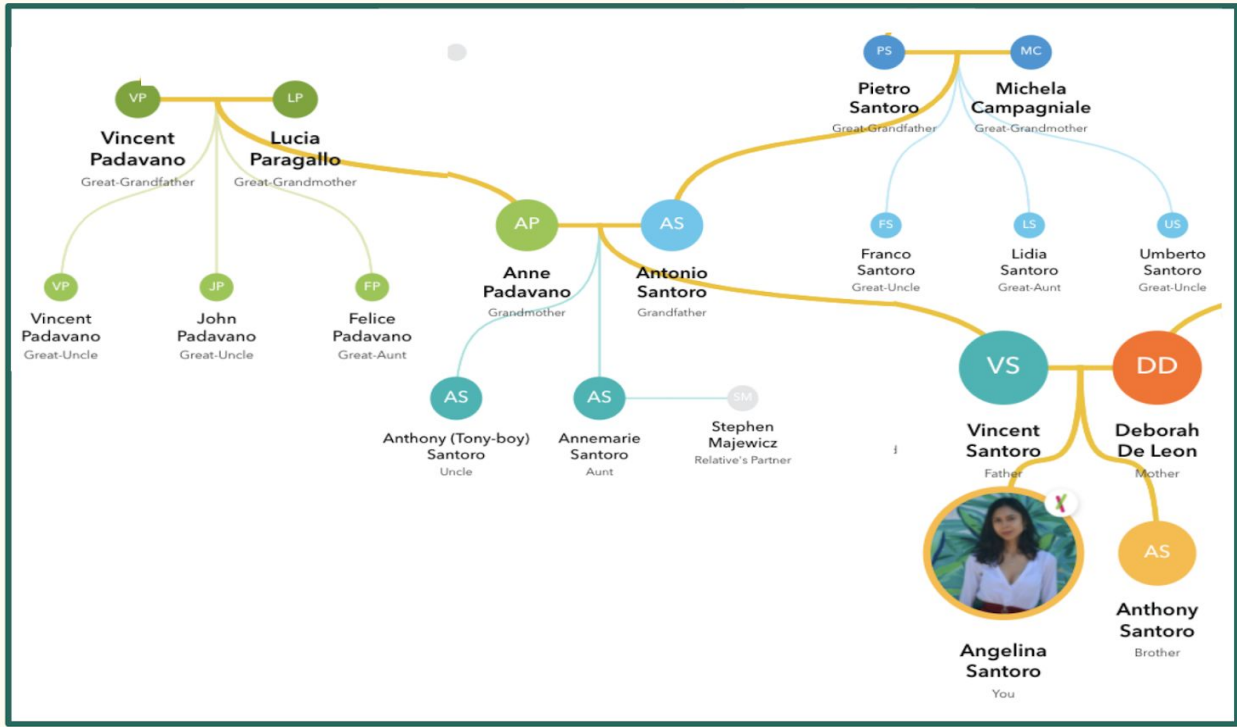 PS
MC
Pietro
Santoro
Great-Grandfather
Michela
Campagniale
Great-Grandmother
VP
LP
Vincent
Padavano
Great-Grandfather
Lucia
Paragallo
Great-Grandmother
AP
AS
Anne
Padavano
Grandmother
Antonio
Santoro
Grandfather
FS
LS
US
Franco
Santoro
Great-Uncle
Lidia
Santoro
Great-Aunt
Umberto
Santoro
Great-Uncle
VP
JP
FP
Vincent
Padavano
Great-Uncle
John
Padavano
Great-Uncle
Felice
Padavano
Great-Aunt
AS
AS
SM
Anthony (Tony-boy)
Santoro
Uncle
Annemarie
Santoro
Aunt
Stephen
Majewicz
Relative's Partner
VS
DD
Vincent
Santoro
Father
Deborah
De Leon
Mother
AS
Angelina
Santoro
You
Anthony
Santoro
Brother